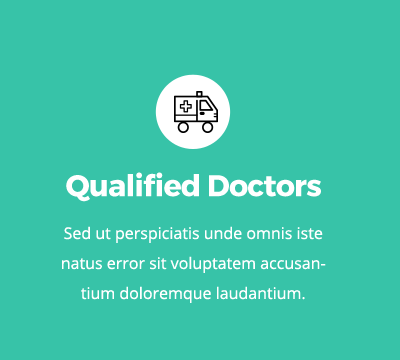 Qualified Doctors
Sed ut perspiciatis unde omnis iste
natus error sit voluptatem accusan-
tium doloremque laudantium.